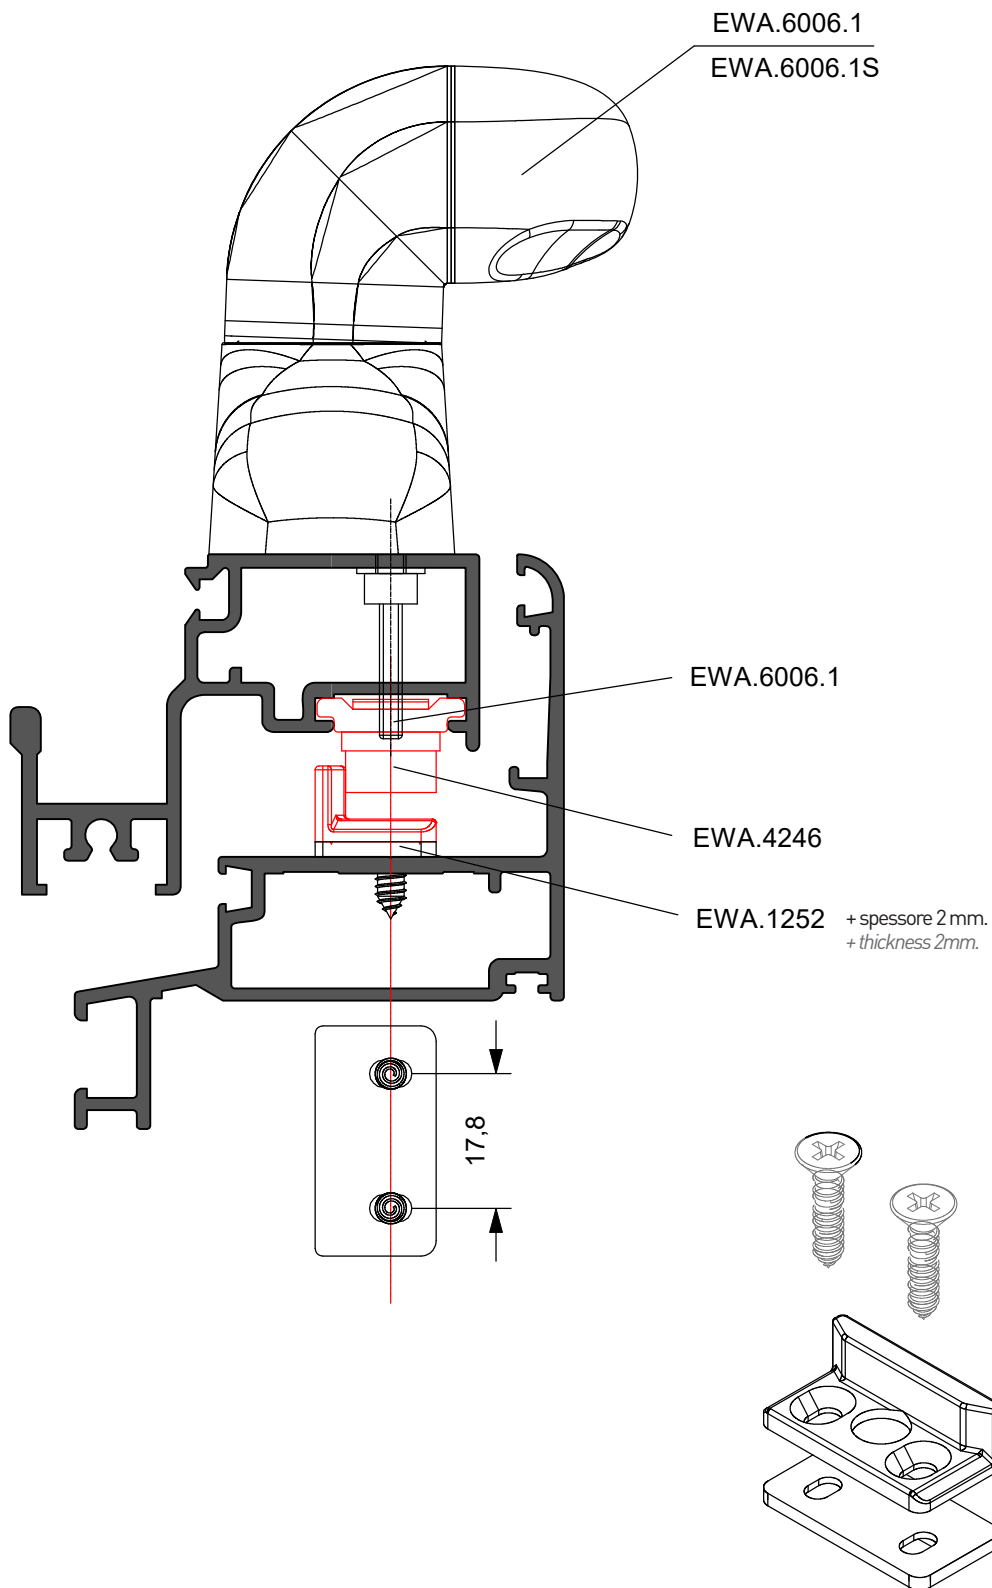 EWA.6006.1
EWA.6006.1S
EWA.6006.1
EWA.4246
EWA.1252 + spessore 2 mm.
+ thickness 2mm.
17,8